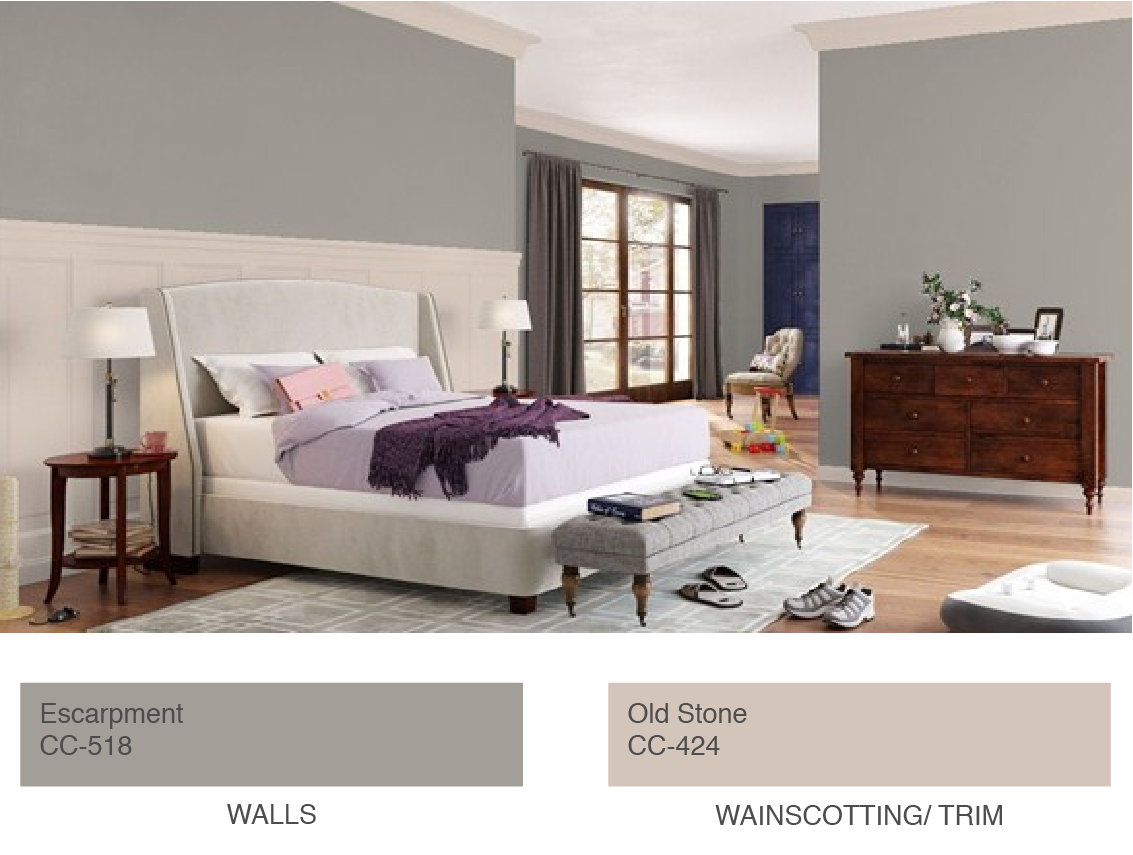 Escarpment
CC-518
WALLS
Old Stone
CC-424
WAINSCOTTING/ TRIM